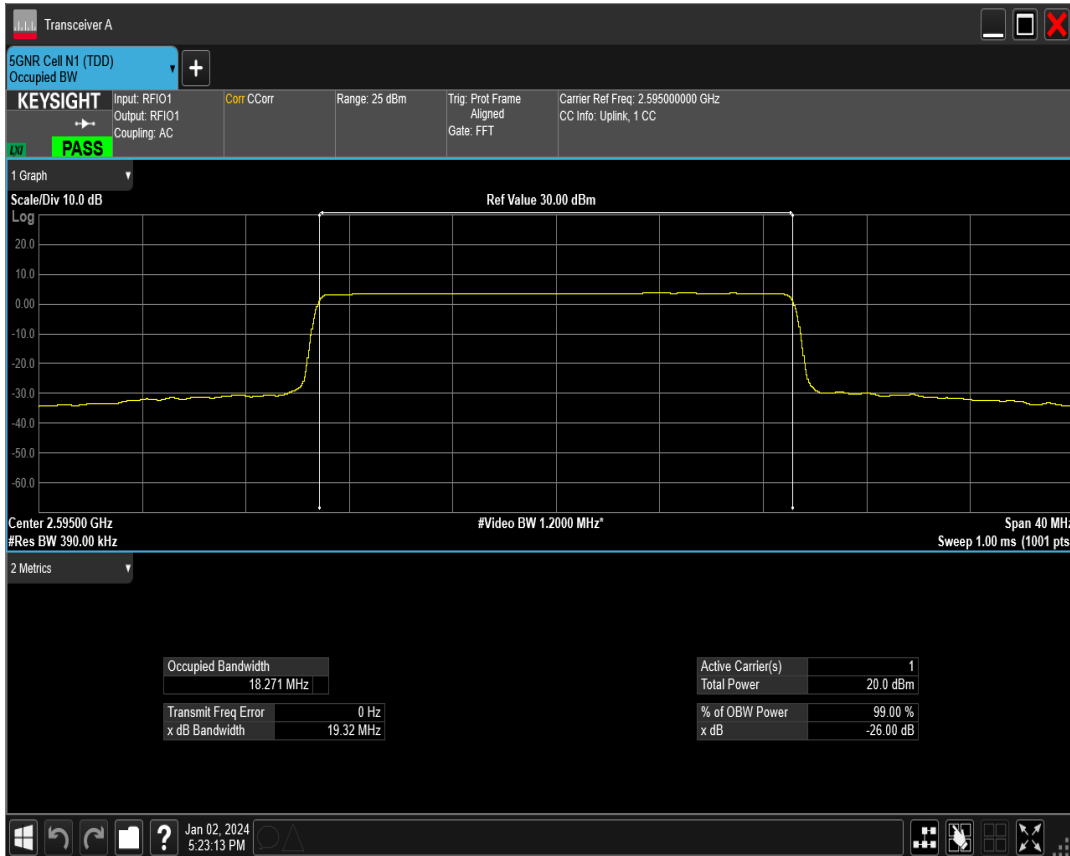 Transceiver A
5GNR Cell N1 (TDD)
Occupied BW
+
KEYSIGHT
LXI
PASS
Input: RFIO1
Output: RFIO1
Coupling: AC
Corr CCorr
Range: 25 dBm
Trig: Prot Frame
Aligned
Gate: FFT
Carrier Ref Freq: 2.595000000 GHz
CC Info: Uplink, 1 CC
1 Graph
Scale/Div 10.0 dB
Ref Value 30.00 dBm
Log
20.0
10.0
0.00
-10.0
-20.0
-30.0
-40.0
-50.0
-60.0
Center 2.59500 GHz
#Video BW 1.2000 MHz*
Span 40 MHz
#Res BW 390.00 kHz
Sweep 1.00 ms (1001 pts
2 Metrics
Occupied Bandwidth
18.271 MHz
Transmit Freq Error 0 Hz
x dB Bandwidth 19.32 MHz
Active Carrier(s) 1
Total Power 20.0 dBm
% of OBW Power 99.00 %
x dB -26.00 dB
?
Jan 02, 2024
5:23:13 PM